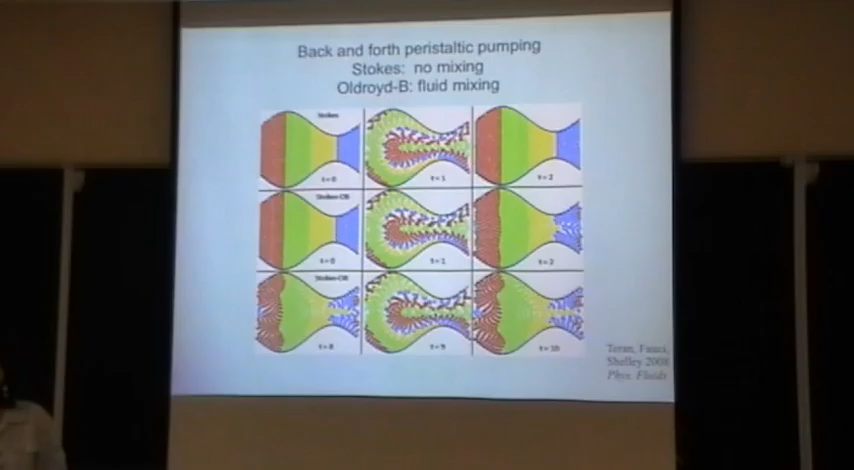 Back and forth peristaltic pumping
Stokes: no mixing
Oldroyd-B: fluid mixing
Stokes
t=0
t=1
t=2
Stokes-OB
t=0
t=1
t=2
Stokes-OB
t=8
t=9
t=10
Teran, Fauci,
Shelley 2008
Phys. Fluids